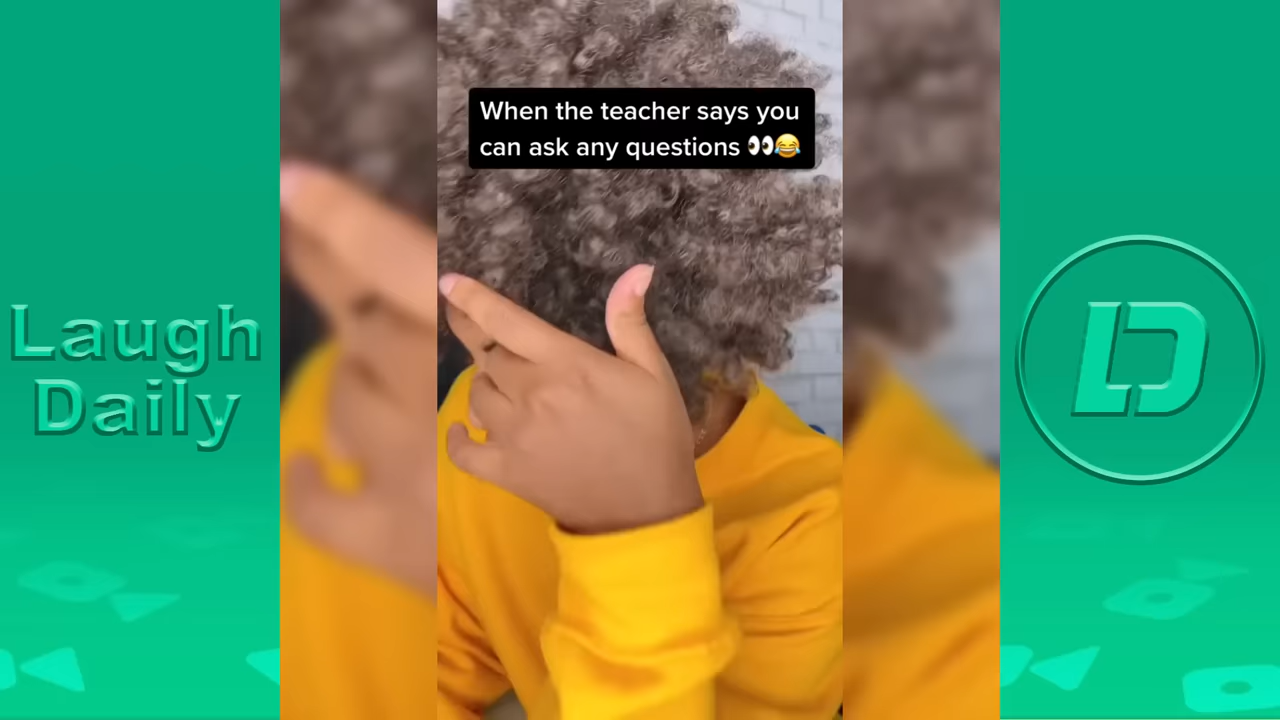 When the teacher says you
can ask any questions 👀😂
Laugh
Daily
LD